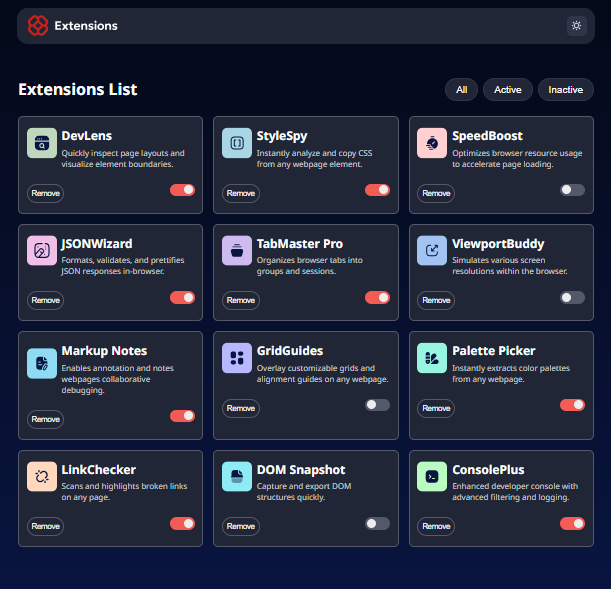 Extensions
Extensions List
All
Active
Inactive
DevLens
Quickly inspect page layouts and
visualize element boundaries.
Remove
StyleSpy
Instantly analyze and copy CSS
from any webpage element.
Remove
SpeedBoost
Optimizes browser resource usage
to accelerate page loading.
Remove
JSONWizard
Formats, validates, and prettifies
JSON responses in-browser.
Remove
TabMaster Pro
Organizes browser tabs into
groups and sessions.
Remove
ViewportBuddy
Simulates various screen
resolutions within the browser.
Remove
Markup Notes
Enables annotation and notes
webpages collaborative
debugging.
Remove
GridGuides
Overlay customizable grids and
alignment guides on any webpage.
Remove
Palette Picker
Instantly extracts color palettes
from any webpage.
Remove
LinkChecker
Scans and highlights broken links
on any page.
Remove
DOM Snapshot
Capture and export DOM
structures quickly.
Remove
ConsolePlus
Enhanced developer console with
advanced filtering and logging.
Remove